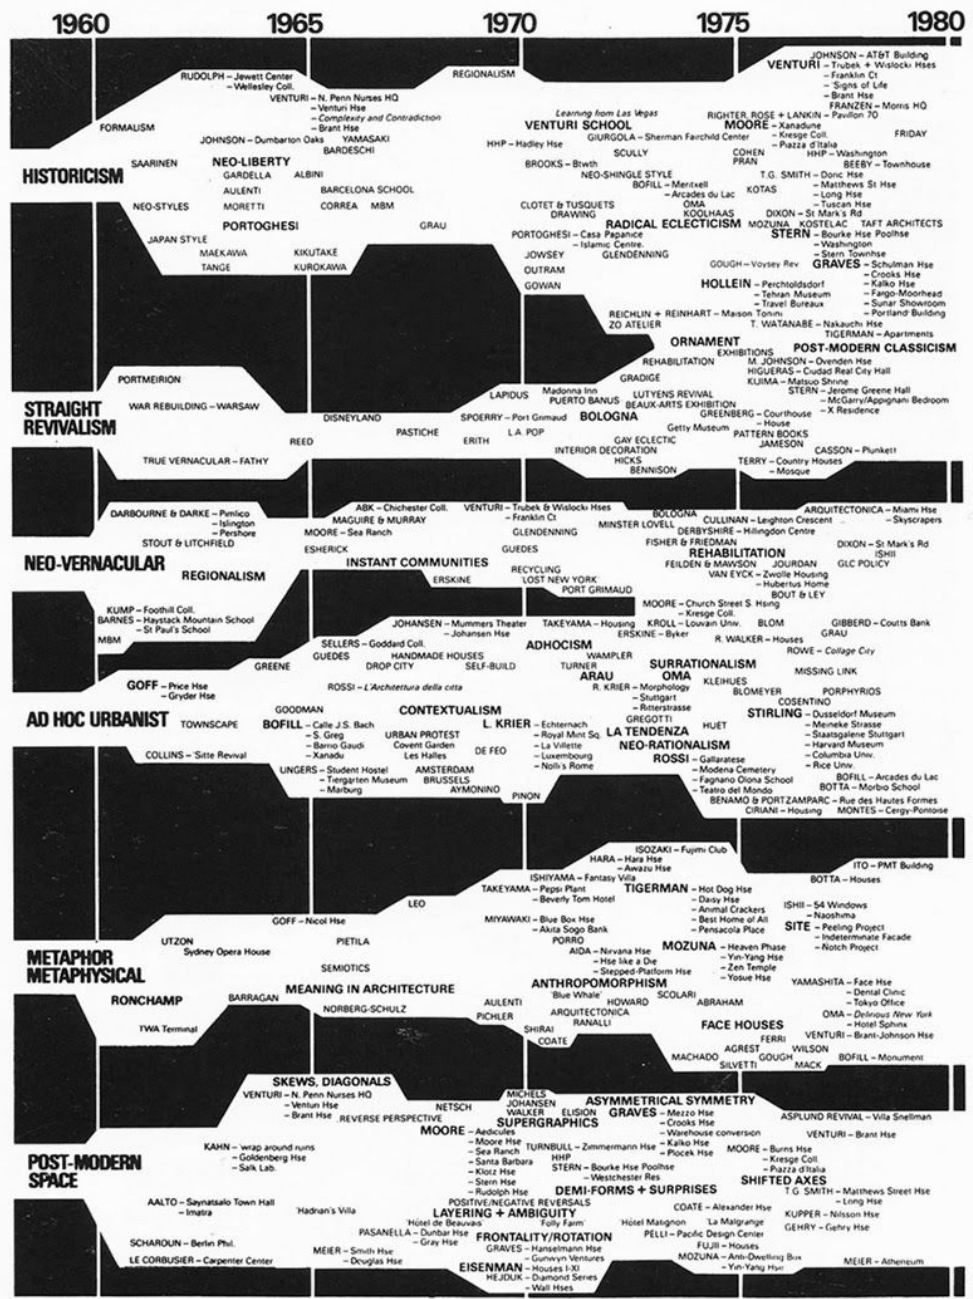 1960 1965 1970 1975 1980
JOHNSON – AT&T Building
RUDOLPH – Jewett Center
– Wellesley Coll.
REGIONALISM
VENTURI – Trubek + Wislocki Hses
– Franklin Ct
– 'Signs of Life
– Brant Hse
VENTURI – N. Penn Nurses HQ
– Venturi Hse
– Complexity and Contradiction
– Brant Hse
FRANZEN – Morris HQ
Learning from Las Vegas
RIGHTER, ROSE + LANKIN – Pavillon 70
FORMALISM
VENTURI SCHOOL
MOORE – Xanadune
– Kresge Coll.
– Piazza d'Italia
FRIDAY
JOHNSON – Dumbarton Oaks
YAMASAKI
BARDESCHI
HHP – Hadley Hse
GIURGOLA – Sherman Fairchild Center
SCULLY
COHEN
PRAN
HHP – Washington
SAARINEN
NEO-LIBERTY
BROOKS – Btwth
BEEBY – Townhouse
HISTORICISM
GARDELLA
ALBINI
NEO-SHINGLE STYLE
T.G. SMITH – Doric Hse
– Matthews St Hse
– Long Hse
– Tuscan Hse
AULENTI
BARCELONA SCHOOL
BOFILL – Meritxell
– Arcades du Lac
KOTAS
NEO-STYLES
MORETTI
CORREA
MBM
CLOTET & TUSQUETS
DRAWING
OMA
KOOLHAAS
DIXON – St Mark's Rd
PORTOGHESI
GRAU
RADICAL ECLECTICISM
MOZUNA
KOSTELAC
TAFT ARCHITECTS
JAPAN STYLE
PORTOGHESI – Casa Papanice
– Islamic Centre.
STERN – Bourke Hse Poolhse
– Washington
– Stern Townhse
MAEKAWA
KIKUTAKE
JOWSEY
GLENDENNING
TANGE
KUROKAWA
OUTRAM
GOUGH – Voysey Rev
GRAVES – Schulman Hse
– Crooks Hse
– Kalko Hse
– Fargo-Moorhead
– Sunar Showroom
– Portland Building
GOWAN
HOLLEIN – Perchtoldsdorf
– Tehran Museum
– Travel Bureaux
REICHLIN + REINHART – Maison Tonini
ZO ATELIER
T. WATANABE – Nakauchi Hse
TIGERMAN – Apartments
ORNAMENT
EXHIBITIONS
POST-MODERN CLASSICISM
REHABILITATION
M. JOHNSON – Ovenden Hse
HIGUERAS – Ciudad Real City Hall
PORTMEIRION
GRADIGE
KIJIMA – Matsuo Shrine
LAPIDUS
Madonna Inn
PUERTO BANUS
LUTYENS REVIVAL
BEAUX-ARTS EXHIBITION
STERN – Jerome Greene Hall
– McGarry/Appignani Bedroom
– X Residence
STRAIGHT
REVIVALISM
WAR REBUILDING – WARSAW
DISNEYLAND
SPOERRY – Port Grimaud
BOLOGNA
GREENBERG – Courthouse
– House
PASTICHE
L.A. POP
Getty Museum
PATTERN BOOKS
REED
ERITH
GAY ECLECTIC
JAMESON
INTERIOR DECORATION
CASSON – Plunkett
TRUE VERNACULAR – FATHY
HICKS
BENNISON
TERRY – Country Houses
– Mosque
DARBOURNE & DARKE – Pimlico
– Islington
– Pershore
ABK – Chichester Coll.
VENTURI – Trubek & Wislocki Hses
– Franklin Ct
BOLOGNA
ARQUITECTONICA – Miami Hse
– Skyscrapers
MAGUIRE & MURRAY
MINSTER LOVELL
CULLINAN – Leighton Crescent
MOORE – Sea Ranch
GLENDENNING
DERBYSHIRE – Hillingdon Centre
STOUT & LITCHFIELD
FISHER & FRIEDMAN
DIXON – St Mark's Rd
ESHERICK
GUEDES
REHABILITATION
ISHII
NEO-VERNACULAR
INSTANT COMMUNITIES
FEILDEN & MAWSON
JOURDAN
GLC POLICY
REGIONALISM
RECYCLING
VAN EYCK – Zwolle Housing
– Hubertus Home
ERSKINE
'LOST NEW YORK'
PORT GRIMAUD
BOUT & LEY
KUMP – Foothill Coll.
MOORE – Church Street S. Hsing
– Kresge Coll.
BARNES – Haystack Mountain School
– St Paul's School
JOHANSEN – Mummers Theater
– Johansen Hse
TAKEYAMA – Housing
KROLL – Louvain Univ.
BLOM
GIBBERD – Coutts Bank
MBM
ERSKINE – Byker
GRAU
SELLERS – Goddard Coll.
ADHOCISM
R. WALKER – Houses
ROWE – Collage City
GUEDES
HANDMADE HOUSES
WAMPLER
GREENE
DROP CITY
SELF-BUILD
TURNER
SURRATIONALISM
MISSING LINK
ARAU
OMA
KLEIHUES
GOFF – Price Hse
– Gryder Hse
ROSSI – L'Architettura della citta
R. KRIER – Morphology
– Stuttgart
– Ritterstrasse
BLOMEYER
PORPHYRIOS
COSENTINO
GOODMAN
CONTEXTUALISM
GREGOTTI
STIRLING – Dusseldorf Museum
– Meineke Strasse
– Staatsgalerie Stuttgart
– Harvard Museum
– Columbia Univ.
– Rice Univ.
AD HOC URBANIST
TOWNSCAPE
BOFILL – Calle J.S. Bach
– S. Greg
– Barrio Gaudi
– Xanadu
L. KRIER – Echternach
– Royal Mint Sq.
– La Villette
– Luxembourg
– Nolli's Rome
HUET
URBAN PROTEST
Covent Garden
Les Halles
LA TENDENZA
NEO-RATIONALISM
COLLINS – 'Sitte Revival
DE FEO
ROSSI – Gallaratese
– Modena Cemetery
– Fagnano Olona School
– Teatro del Mondo
UNGERS – Student Hostel
– Tiergarten Museum
– Marburg
AMSTERDAM
BRUSSELS
AYMONINO
BOFILL – Arcades du Lac
BOTTA – Morbio School
PINON
BENAMO & PORTZAMPARC – Rue des Hautes Formes
CIRIANI – Housing
MONTES – Cergy-Pontoise
ISOZAKI – Fujimi Club
HARA – Hara Hse
– Awazu Hse
ITO – PMT Building
ISHIYAMA – Fantasy Villa
BOTTA – Houses
TAKEYAMA – Pepsi Plant
– Beverly Tom Hotel
TIGERMAN – Hot Dog Hse
– Daisy Hse
– Animal Crackers
– Best Home of All
– Pensacola Place
LEO
ISHII – 54 Windows
– Naoshima
GOFF – Nicol Hse
MIYAWAKI – Blue Box Hse
– Akita Sogo Bank
SITE – Peeling Project
– Indeterminate Facade
– Notch Project
UTZON
Sydney Opera House
PIETILA
PORRO
AIDA – Nirvana Hse
– Hse like a Die
– Stepped-Platform Hse
MOZUNA – Heaven Phase
– Yin-Yang Hse
– Zen Temple
– Yosue Hse
METAPHOR
METAPHYSICAL
SEMIOTICS
ANTHROPOMORPHISM
YAMASHITA – Face Hse
– Dental Clinic
– Tokyo Office
MEANING IN ARCHITECTURE
'Blue Whale'
SCOLARI
RONCHAMP
BARRAGAN
AULENTI
HOWARD
ABRAHAM
NORBERG-SCHULZ
PICHLER
ARQUITECTONICA
RANALLI
OMA – Delirious New York
– Hotel Sphinx
TWA Terminal
SHIRAI
COATE
FACE HOUSES
VENTURI – Brant-Johnson Hse
FERRI
AGREST
WILSON
MACHADO
SILVETTI
GOUGH
MACK
BOFILL – Monument
SKEWS, DIAGONALS
VENTURI – N. Penn Nurses HQ
– Venturi Hse
– Brant Hse
MICHELS
JOHANSEN
WALKER
ASYMMETRICAL SYMMETRY
NETSCH
ELISION
GRAVES – Mezzo Hse
– Crooks Hse
– Warehouse conversion
– Kalko Hse
– Plocek Hse
ASPLUND REVIVAL – Villa Snellman
REVERSE PERSPECTIVE
SUPERGRAPHICS
MOORE – Aedicules
– Moore Hse
– Sea Ranch
– Santa Barbara
– Klotz Hse
– Stern Hse
– Rudolph Hse
VENTURI – Brant Hse
KAHN – 'wrap around ruins
– Goldenberg Hse
– Salk Lab.
TURNBULL – Zimmermann Hse
HHP
MOORE – Burns Hse
– Kresge Coll.
– Piazza d'Italia
POST-MODERN
SPACE
STERN – Bourke Hse Poolhse
– Westchester Res
SHIFTED AXES
DEMI-FORMS + SURPRISES
T.G. SMITH – Matthews Street Hse
– Long Hse
AALTO – Saynatsalo Town Hall
– Imatra
'Hadrian's Villa
POSITIVE/NEGATIVE REVERSALS
LAYERING + AMBIGUITY
COATE – Alexander Hse
KUPPER – Nilsson Hse
'Hôtel de Beauvais'
'Folly Farm'
'Hôtel Matignon
'La Malgrange
GEHRY – Gehry Hse
PASANELLA – Dunbar Hse
– Gray Hse
FRONTALITY/ROTATION
PELLI – Pacific Design Center
SCHAROUN – Berlin Phil.
MEIER – Smith Hse
– Douglas Hse
GRAVES – Hanselmann Hse
– Gunwyn Ventures
FUJII – Houses
LE CORBUSIER – Carpenter Center
EISENMAN – Houses I-XI
MOZUNA – Anti-Dwelling Box
– Yin-Yang Hse
MEIER – Atheneum
HEJDUK – Diamond Series
– Wall Hses